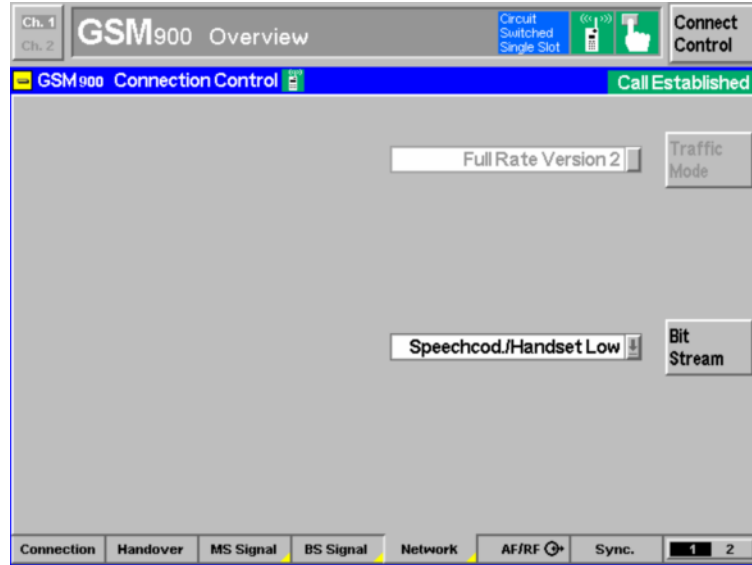 Ch. 1
Ch. 2
GSM900 Overview
Circuit
Switched
Single Slot
Connect
Control
GSM900 Connection Control
Call Established
Full Rate Version 2
Traffic
Mode
Speechcod./Handset Low
Bit
Stream
Connection Handover MS Signal BS Signal Network AF/RF Sync. 1 2